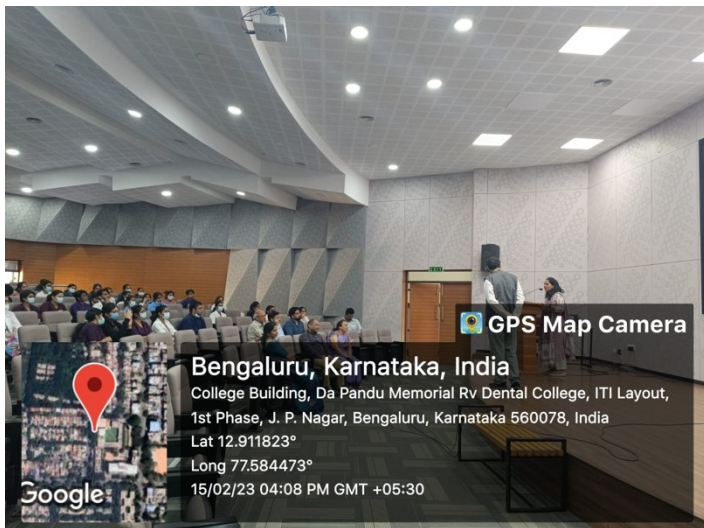 EXIT
GPS Map Camera
Bengaluru, Karnataka, India
College Building, Da Pandu Memorial Rv Dental College, ITI Layout,
1st Phase, J. P. Nagar, Bengaluru, Karnataka 560078, India
Lat 12.911823°
Long 77.584473°
15/02/23 04:08 PM GMT +05:30
Google